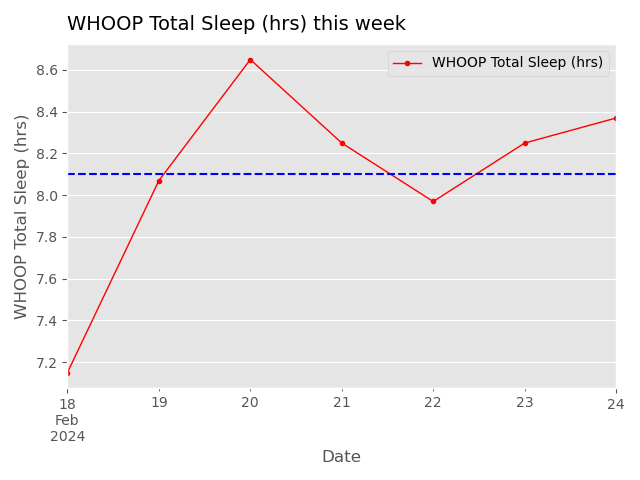 WHOOP Total Sleep (hrs) this week
WHOOP Total Sleep (hrs)
WHOOP Total Sleep (hrs)
8.6
8.4
8.2
8.0
7.8
7.6
7.4
7.2
18 19 20 21 22 23 24
Feb
2024
Date